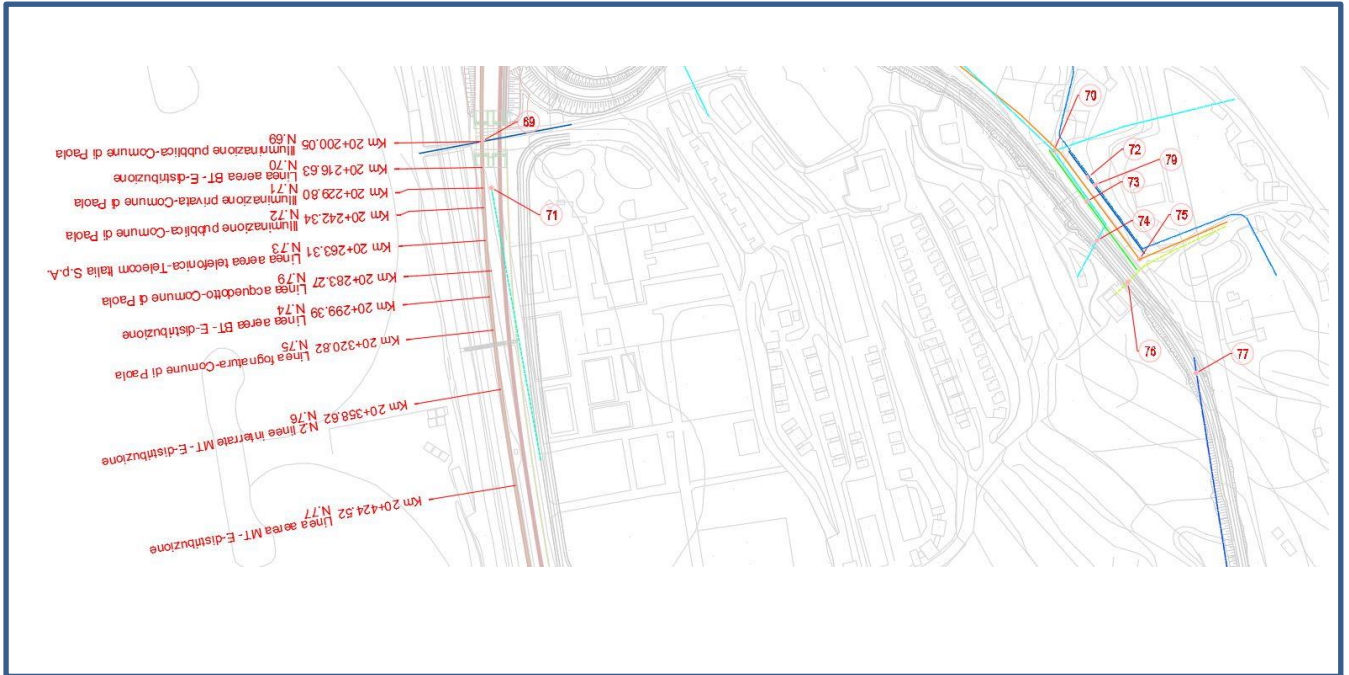 Km 20+200.05 N.69
Illuminazione pubblica-Comune di Paola
Km 20+216.63 N.70
Linea aerea BT - E-distribuzione
Km 20+229.80 N.71
Illuminazione privata-Comune di Paola
Km 20+242.34 N.72
Illuminazione pubblica-Comune di Paola
Km 20+263.31 N.73
Linea aerea telefonica-Telecom Italia S.p.A.
Km 20+283.27 N.79
Linea acquedotto-Comune di Paola
Km 20+299.39 N.74
Linea aerea BT - E-distribuzione
Km 20+320.82 N.75
Linea fognatura-Comune di Paola
Km 20+358.62 N.76
N.2 linee interrate MT - E-distribuzione
Km 20+424.52 N.77
Linea aerea MT - E-distribuzione
69
71
70
72
79
73
74
75
76
77